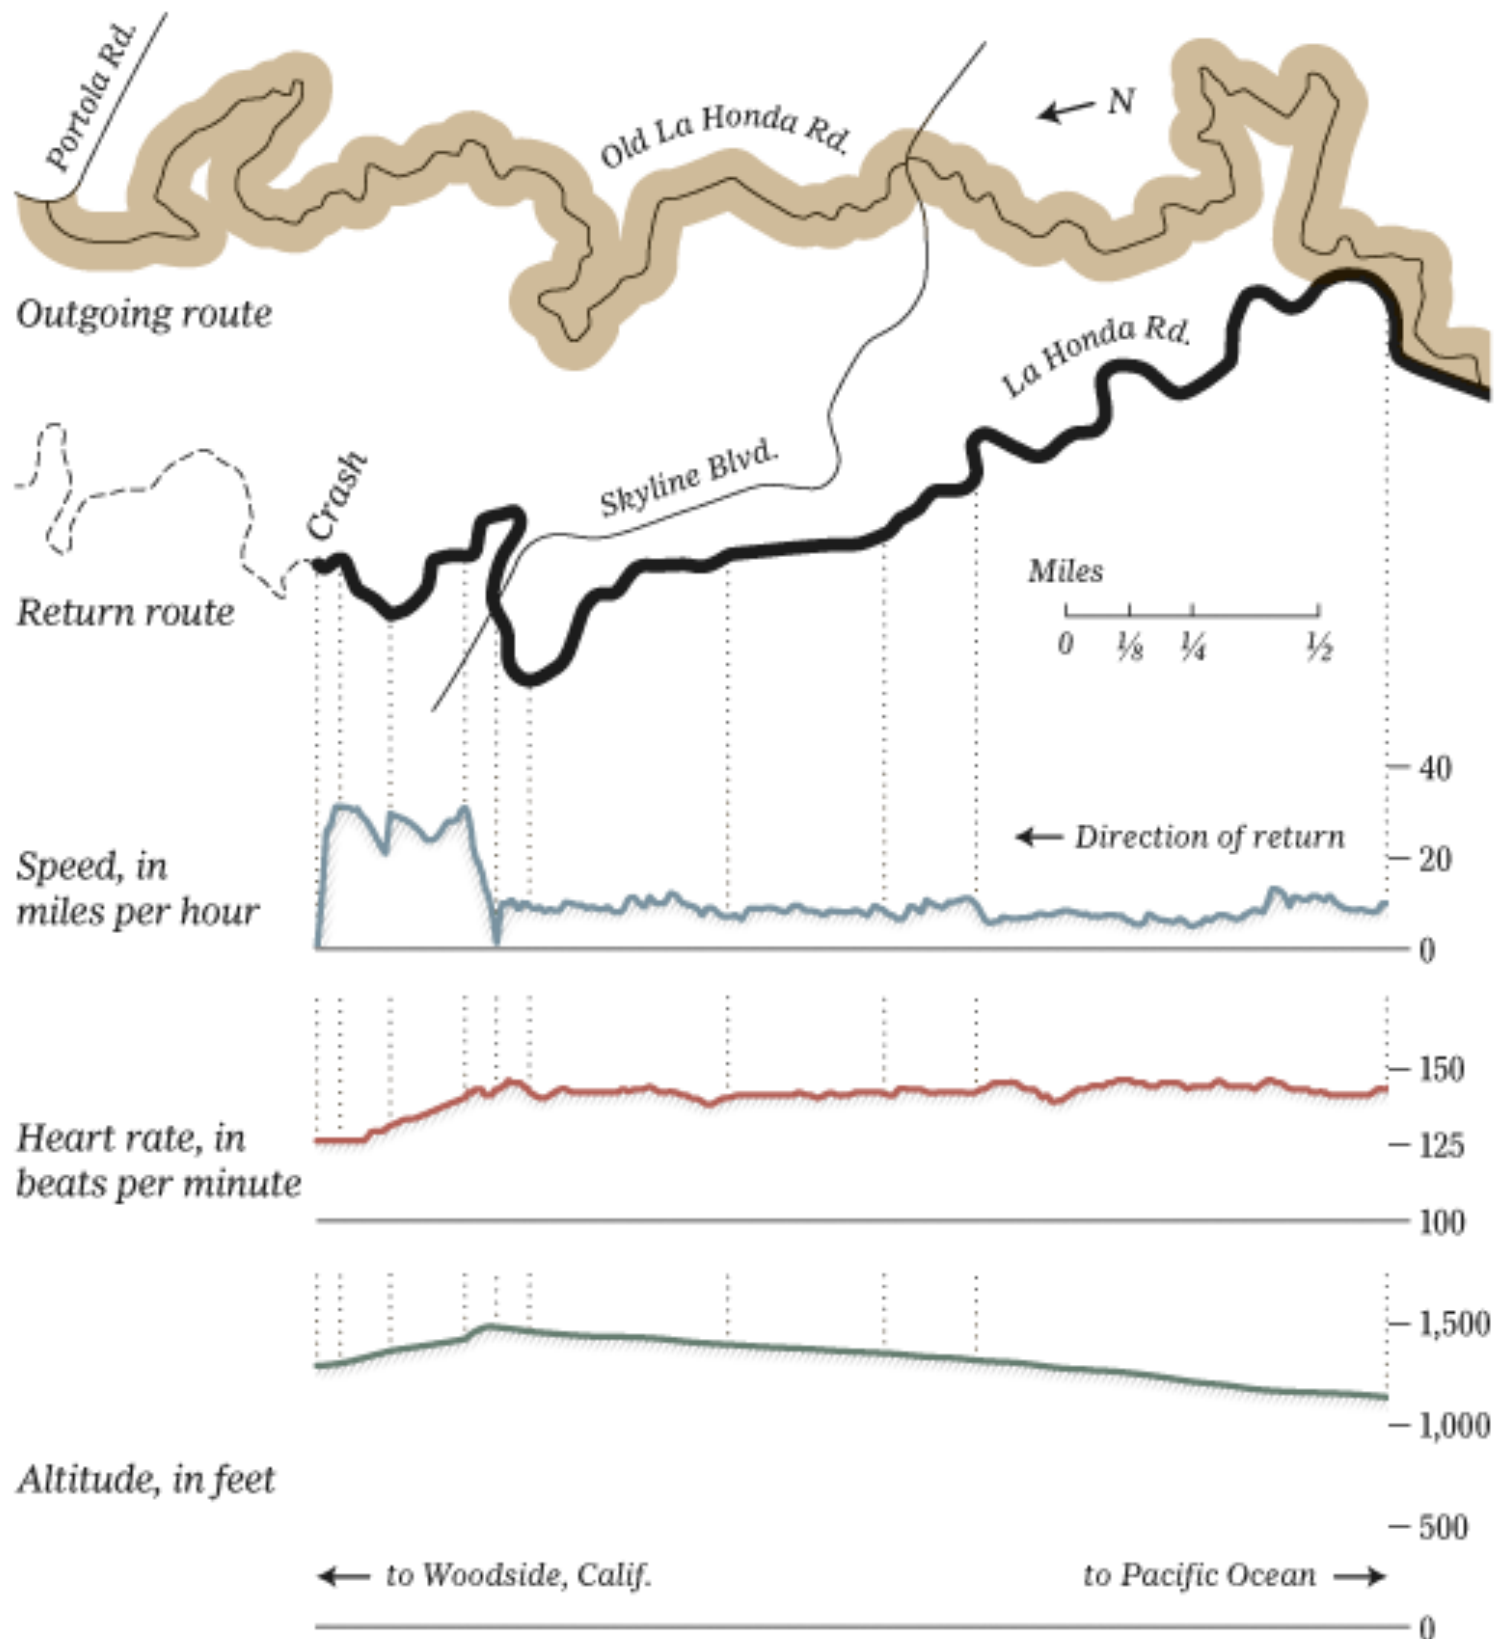 Portola Rd.
Old La Honda Rd.
N
Outgoing route
La Honda Rd.
Skyline Blvd.
Crash
Return route
Miles
0 ⅛ ¼ ½
40
Direction of return
20
Speed, in
miles per hour
0
150
Heart rate, in
beats per minute
125
100
1,500
1,000
Altitude, in feet
500
to Woodside, Calif.
to Pacific Ocean
0